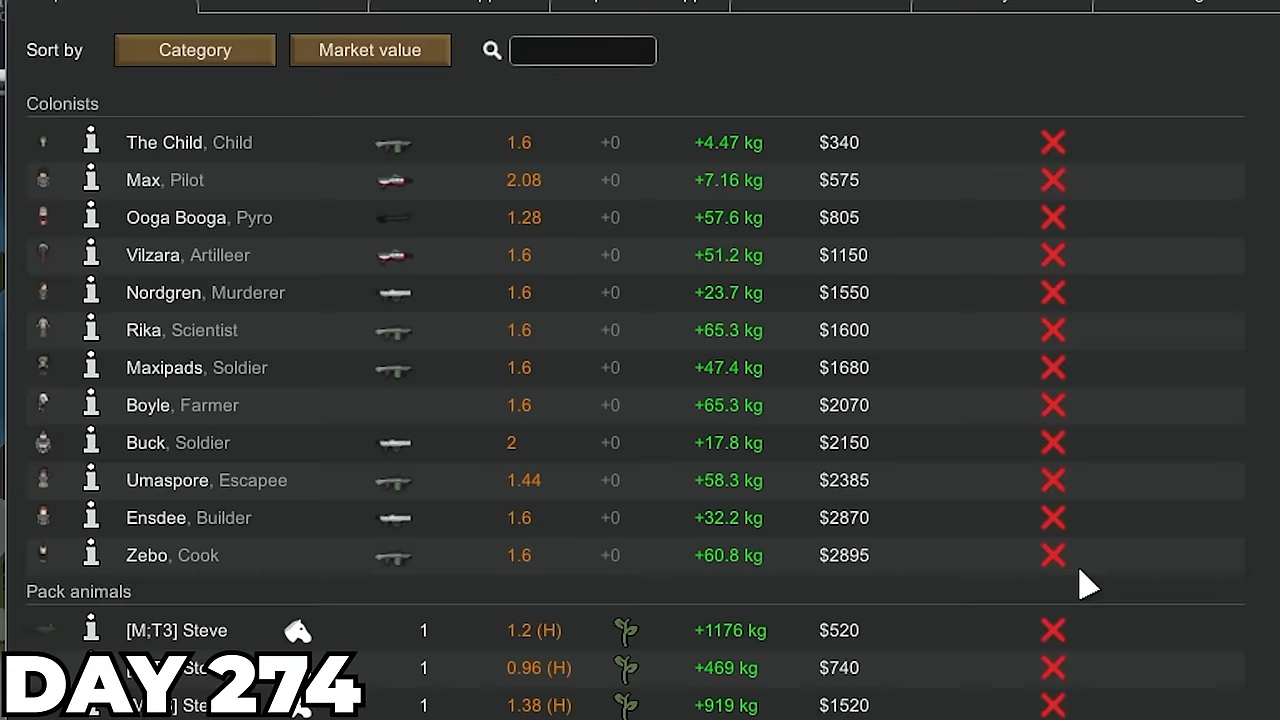 Sort by Category Market value
Colonists
The Child, Child 1.6 +0 +4.47 kg $340
Max, Pilot 2.08 +0 +7.16 kg $575
Ooga Booga, Pyro 1.28 +0 +57.6 kg $805
Vilzara, Artilleer 1.6 +0 +51.2 kg $1150
Nordgren, Murderer 1.6 +0 +23.7 kg $1550
Rika, Scientist 1.6 +0 +65.3 kg $1600
Maxipads, Soldier 1.6 +0 +47.4 kg $1680
Boyle, Farmer 1.6 +0 +65.3 kg $2070
Buck, Soldier 2 +0 +17.8 kg $2150
Umaspore, Escapee 1.44 +0 +58.3 kg $2385
Ensdee, Builder 1.6 +0 +32.2 kg $2870
Zebo, Cook 1.6 +0 +60.8 kg $2895
Pack animals
[M;T3] Steve 1 1.2 (H) +1176 kg $520
1 0.96 (H) +469 kg $740
1 1.38 (H) +919 kg $1520
DAY 274